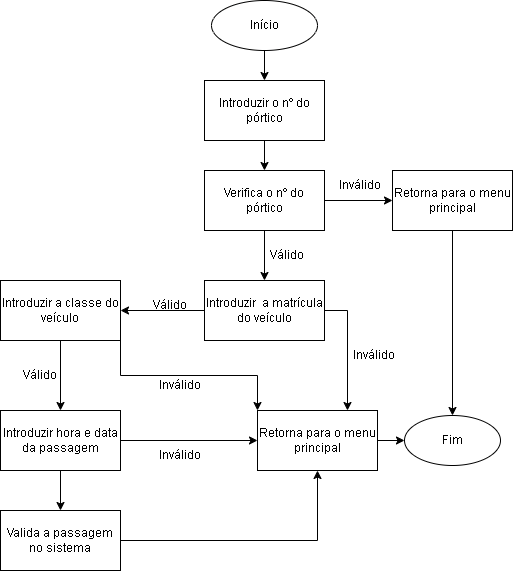 Início
Introduzir o nº do
pórtico
Verifica o nº do
pórtico
Inválido
Retorna para o menu
principal
Válido
Introduzir a classe do
veículo
Válido
Introduzir a matrícula
do veículo
Inválido
Válido
Inválido
Introduzir hora e data
da passagem
Inválido
Retorna para o menu
principal
Fim
Valida a passagem
no sistema